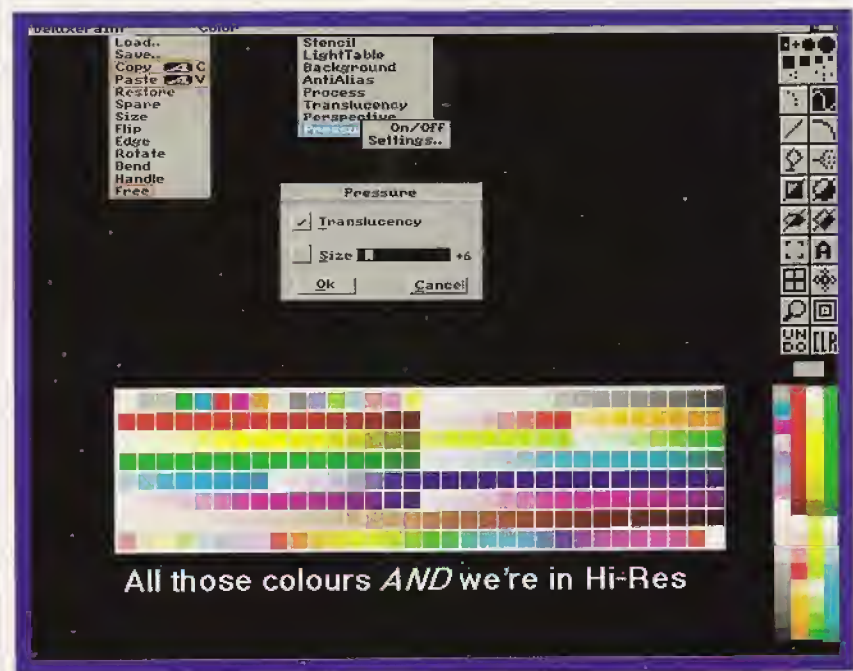 DeluxePaint Color
Load..
Save..
Copy C
Paste V
Restore
Spare
Size
Flip
Edge
Rotate
Bend
Handle
Free
Stencil
LightTable
Background
AntiAlias
Process
Translucency
Perspective
Pressu
On/Off
Settings..
Pressure
Translucency
Size +6
Ok Cancel
A
UN
DO
CLR
All those colours AND we're in Hi-Res